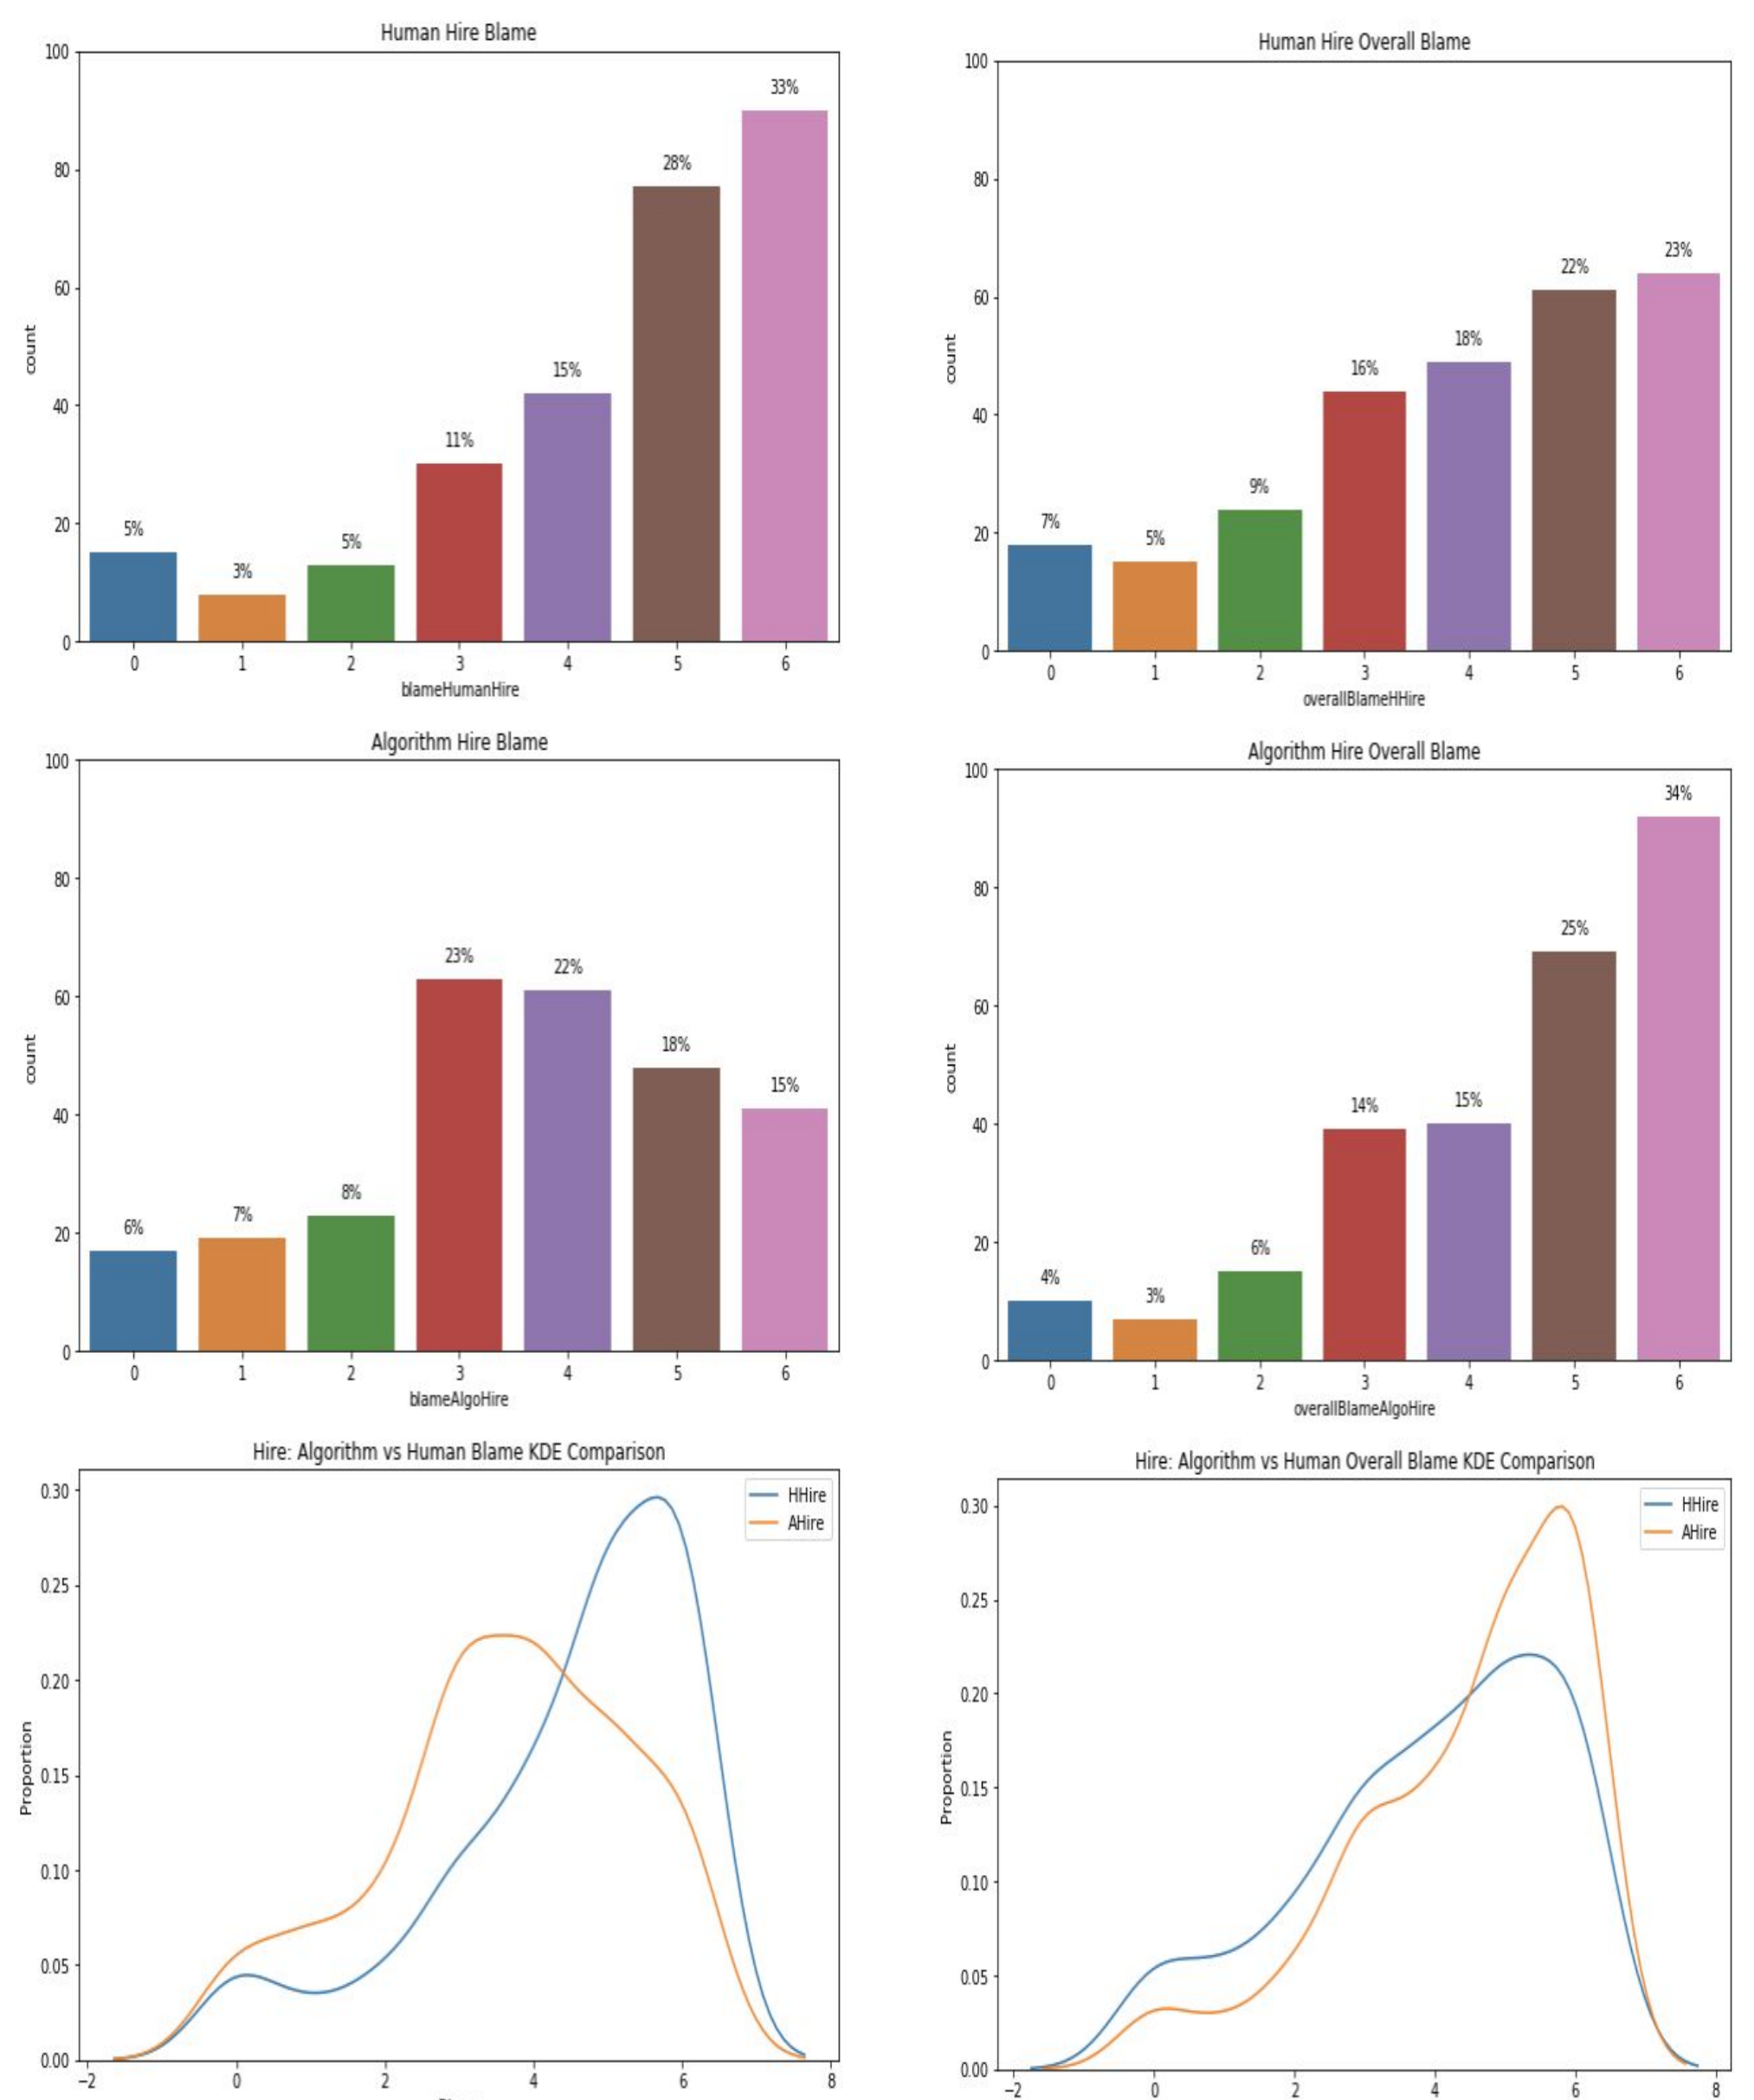 Human Hire Blame
100
80
60
40
20
0
count
5%
3%
5%
11%
15%
28%
33%
0 1 2 3 4 5 6
blameHumanHire
Human Hire Overall Blame
100
80
60
40
20
0
count
7%
5%
9%
16%
18%
22%
23%
0 1 2 3 4 5 6
overallBlameHHire
Algorithm Hire Blame
100
80
60
40
20
0
count
6%
7%
8%
23%
22%
18%
15%
0 1 2 3 4 5 6
blameAlgoHire
Algorithm Hire Overall Blame
100
80
60
40
20
0
count
4%
3%
6%
14%
15%
25%
34%
0 1 2 3 4 5 6
overallBlameAlgoHire
Hire: Algorithm vs Human Blame KDE Comparison
HHire
AHire
0.30
0.25
0.20
0.15
0.10
0.05
0.00
Proportion
−2 0 2 4 6 8
Hire: Algorithm vs Human Overall Blame KDE Comparison
HHire
AHire
0.30
0.25
0.20
0.15
0.10
0.05
0.00
Proportion
−2 0 2 4 6 8